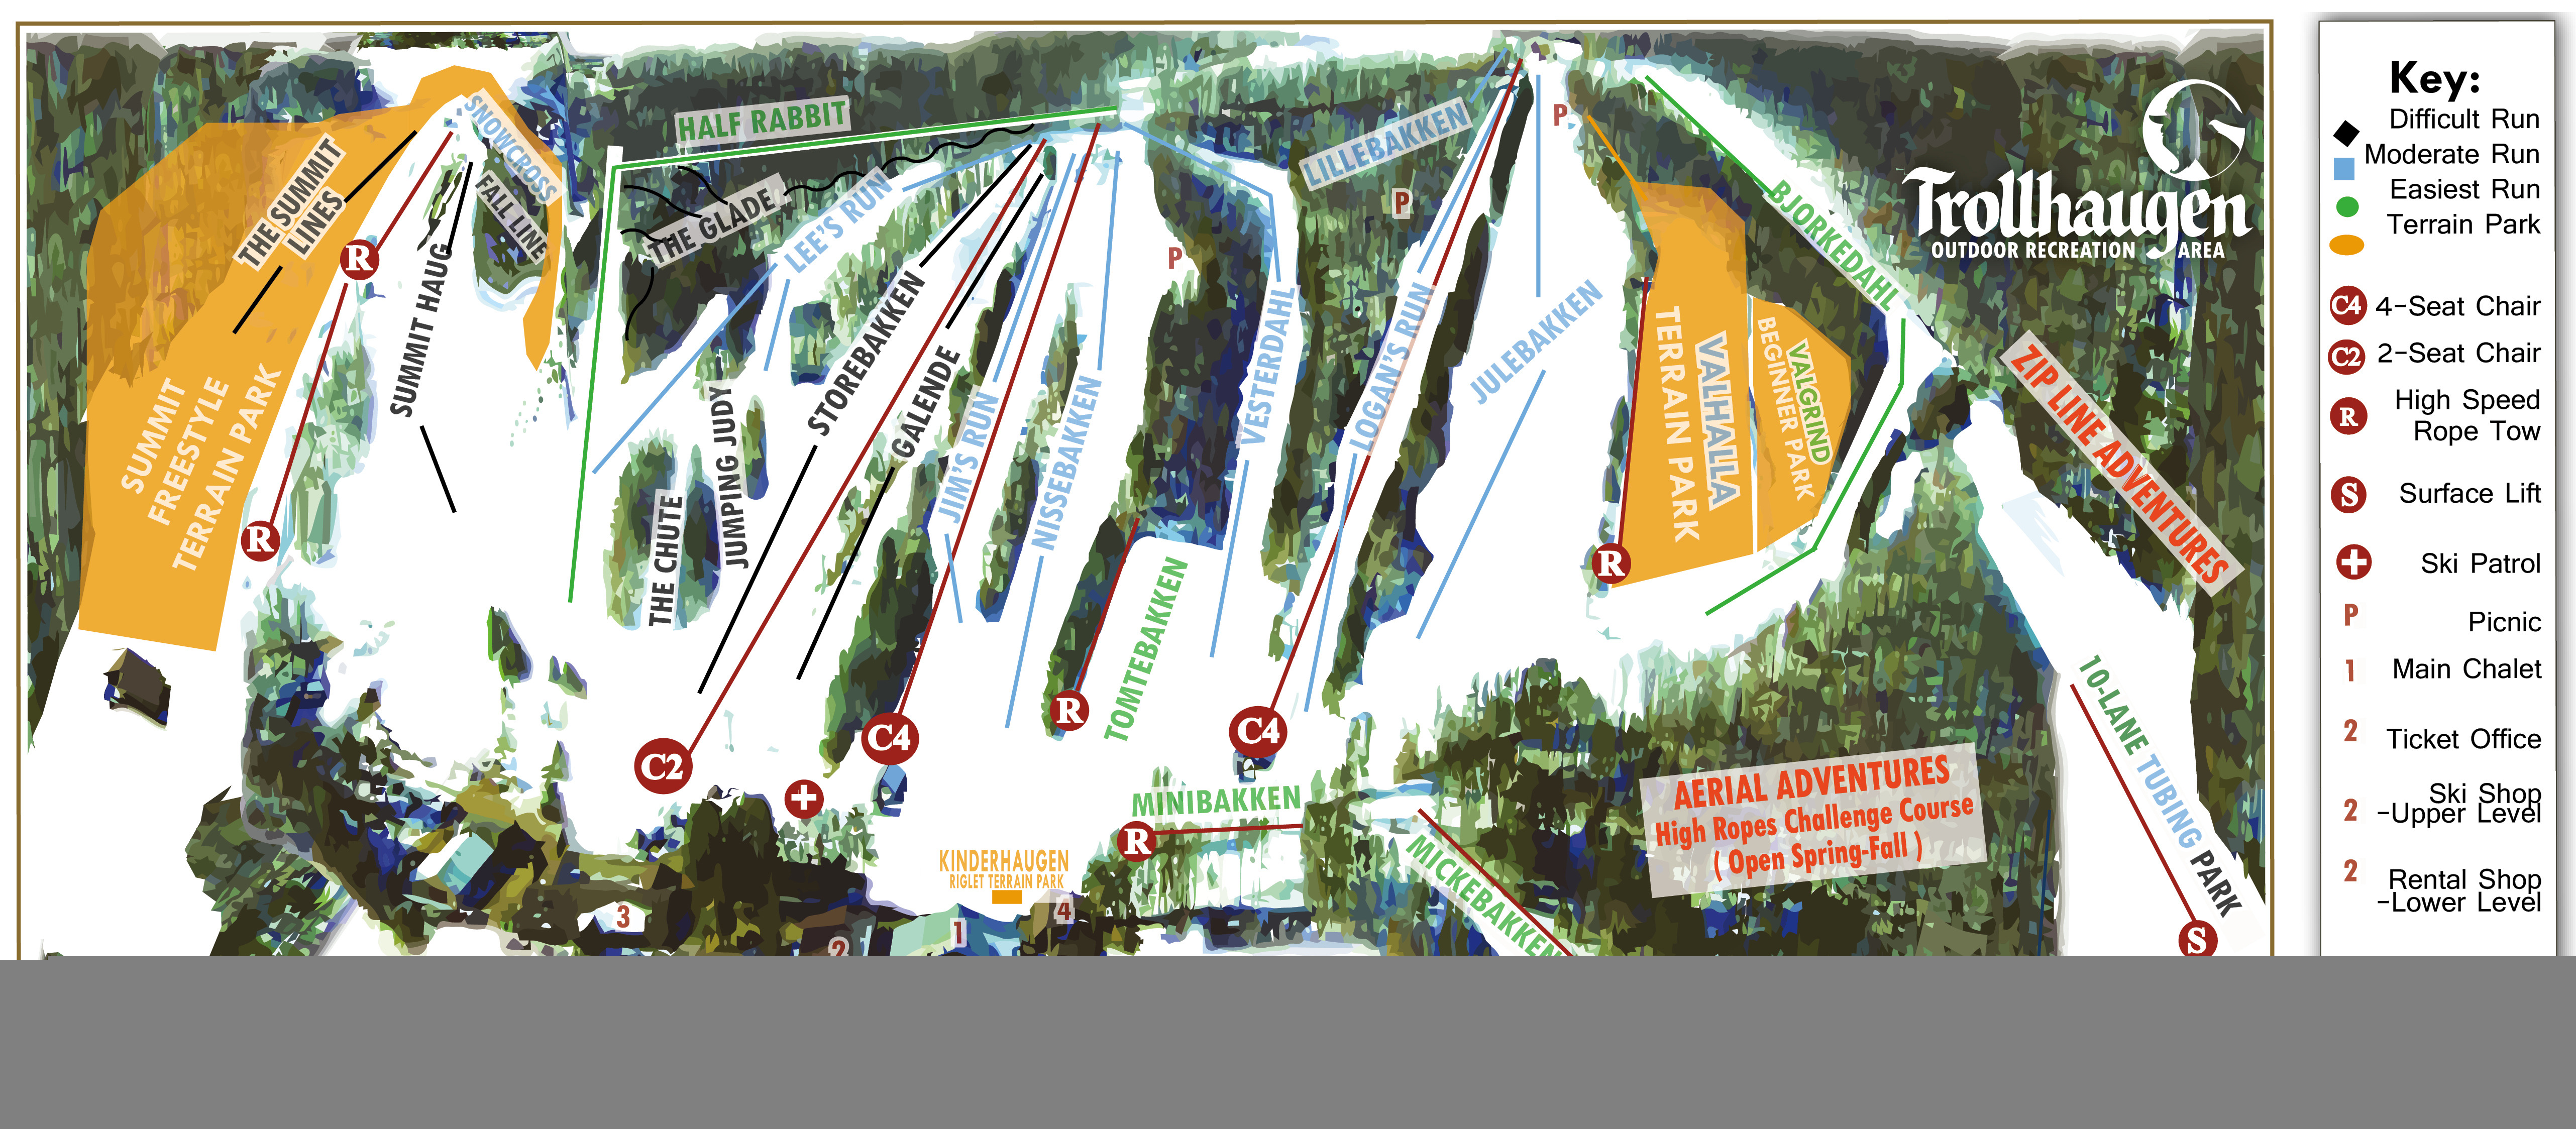 SNOWCROSS
THE SUMMIT
LINES
FALL LINE
R
SUMMIT HAUG
SUMMIT
FREESTYLE
TERRAIN PARK
R
HALF RABBIT
THE GLADE
LEE'S RUN
STOREBAKKEN
GALENDE
JUMPING JUDY
THE CHUTE
JIM'S RUN
NISSEBAKKEN
P
VESTERDAHL
LILLEBAKKEN
P
LOGAN'S RUN
P
JULEBAKKEN
TERRAIN PARK
VALHALLA
BEGINNER PARK
VALGRIND
R
BJORKEDAHL
Trollhaugen
OUTDOOR RECREATION AREA
ZIP LINE ADVENTURES
TOMTEBAKKEN
R
C4
C4
C2
MINIBAKKEN
R
MICKEBAKKEN
KINDERHAUGEN
RIGLET TERRAIN PARK
3
2
1
4
AERIAL ADVENTURES
High Ropes Challenge Course
( Open Spring-Fall )
10-LANE TUBING PARK
S
Key:
Difficult Run
Moderate Run
Easiest Run
Terrain Park
C4 4-Seat Chair
C2 2-Seat Chair
R High Speed
Rope Tow
S Surface Lift
Ski Patrol
P Picnic
1 Main Chalet
2 Ticket Office
2 Ski Shop
-Upper Level
2 Rental Shop
-Lower Level